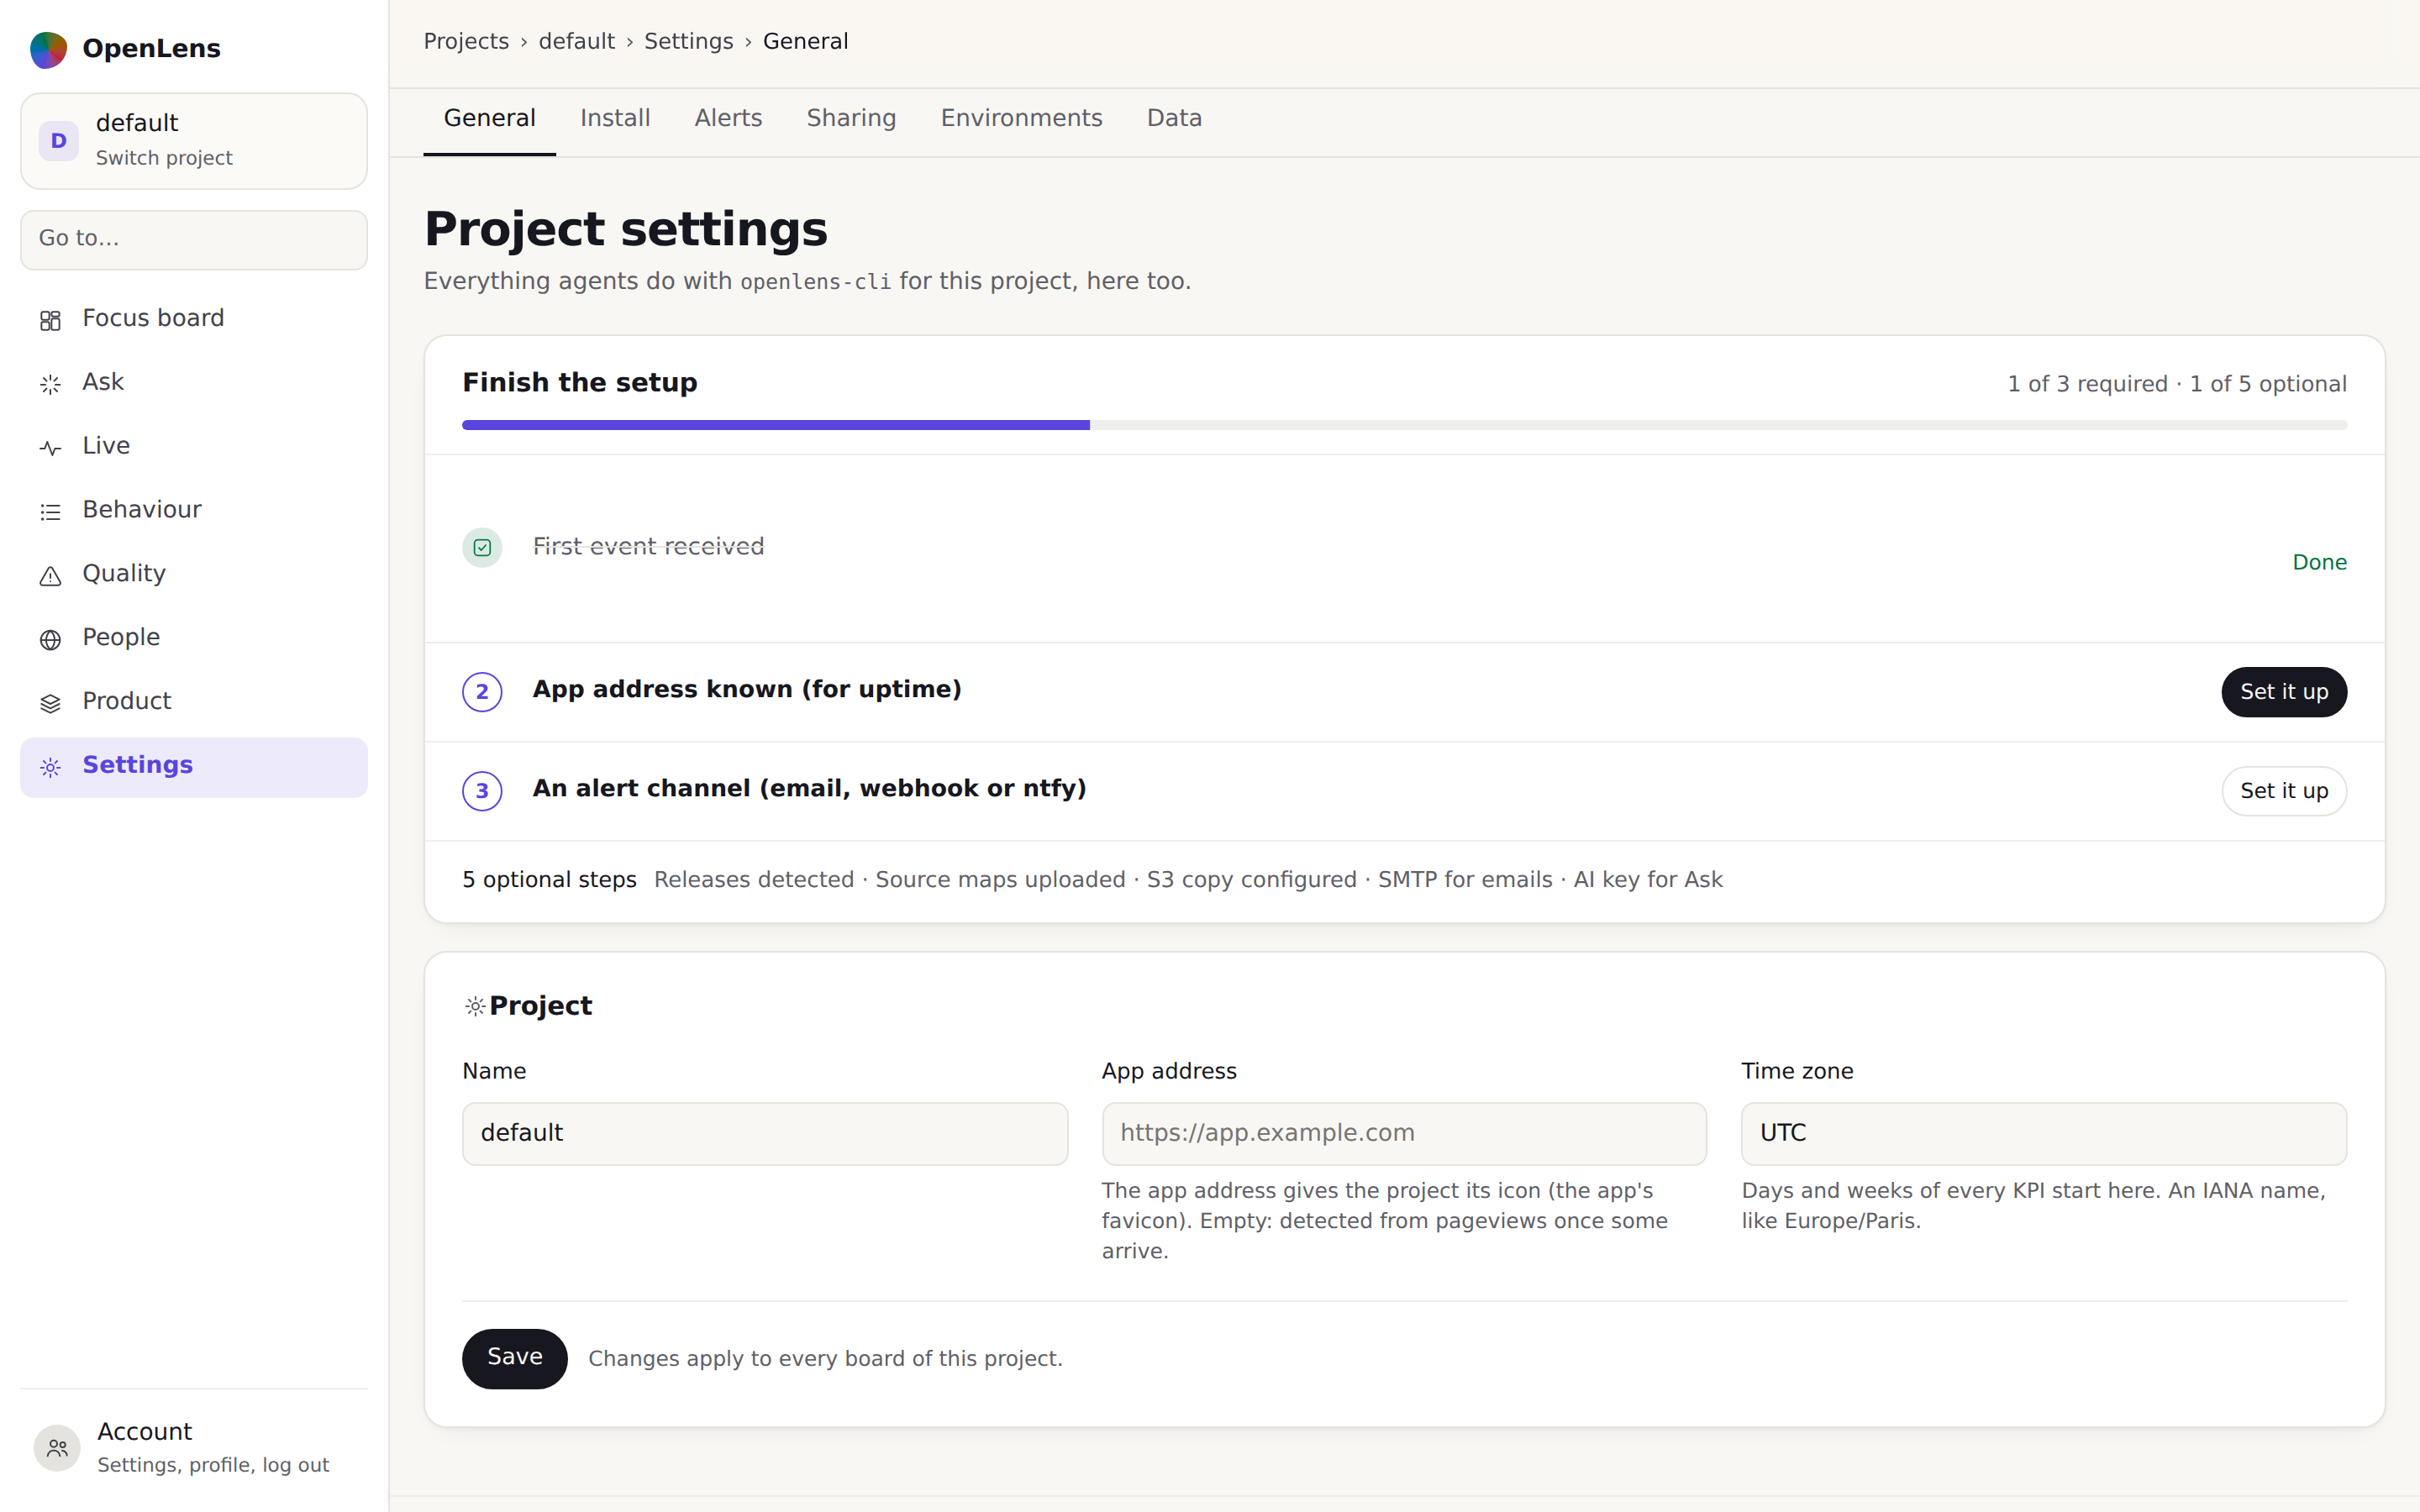 OpenLens
D
default
Switch project
Go to...
Focus board
Ask
Live
Behaviour
Quality
People
Product
Settings
Account
Settings, profile, log out
Projects › default › Settings › General
General Install Alerts Sharing Environments Data
Project settings
Everything agents do with openlens-cli for this project, here too.
Finish the setup
1 of 3 required · 1 of 5 optional
First event received
Done
2 App address known (for uptime)
Set it up
3 An alert channel (email, webhook or ntfy)
Set it up
5 optional steps Releases detected · Source maps uploaded · S3 copy configured · SMTP for emails · AI key for Ask
Project
Name
default
App address
https://app.example.com
The app address gives the project its icon (the app's
favicon). Empty: detected from pageviews once some
arrive.
Time zone
UTC
Days and weeks of every KPI start here. An IANA name,
like Europe/Paris.
Save
Changes apply to every board of this project.